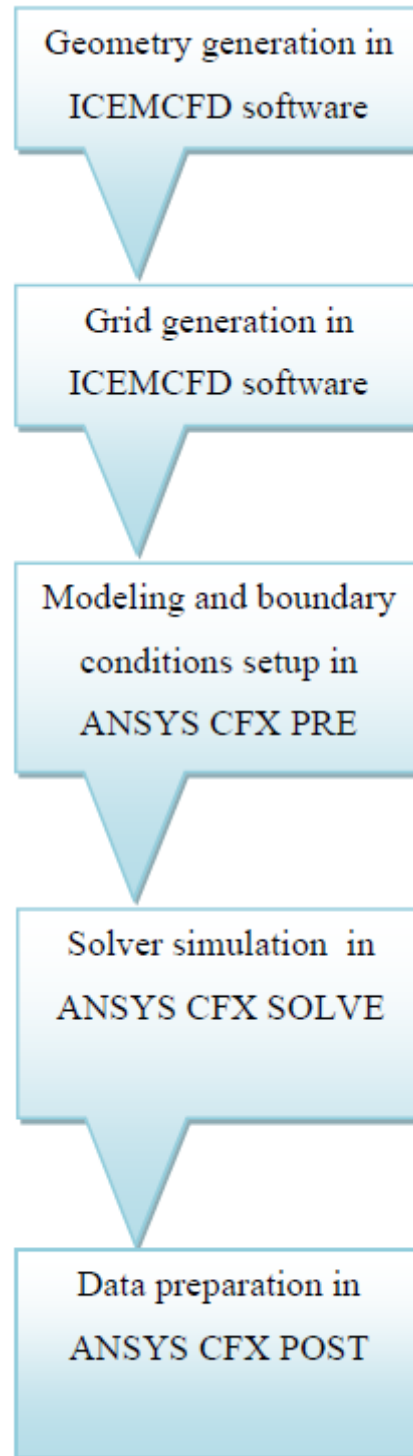 Geometry generation in
ICEMCFD software
Grid generation in
ICEMCFD software
Modeling and boundary
conditions setup in
ANSYS CFX PRE
Solver simulation in
ANSYS CFX SOLVE
Data preparation in
ANSYS CFX POST